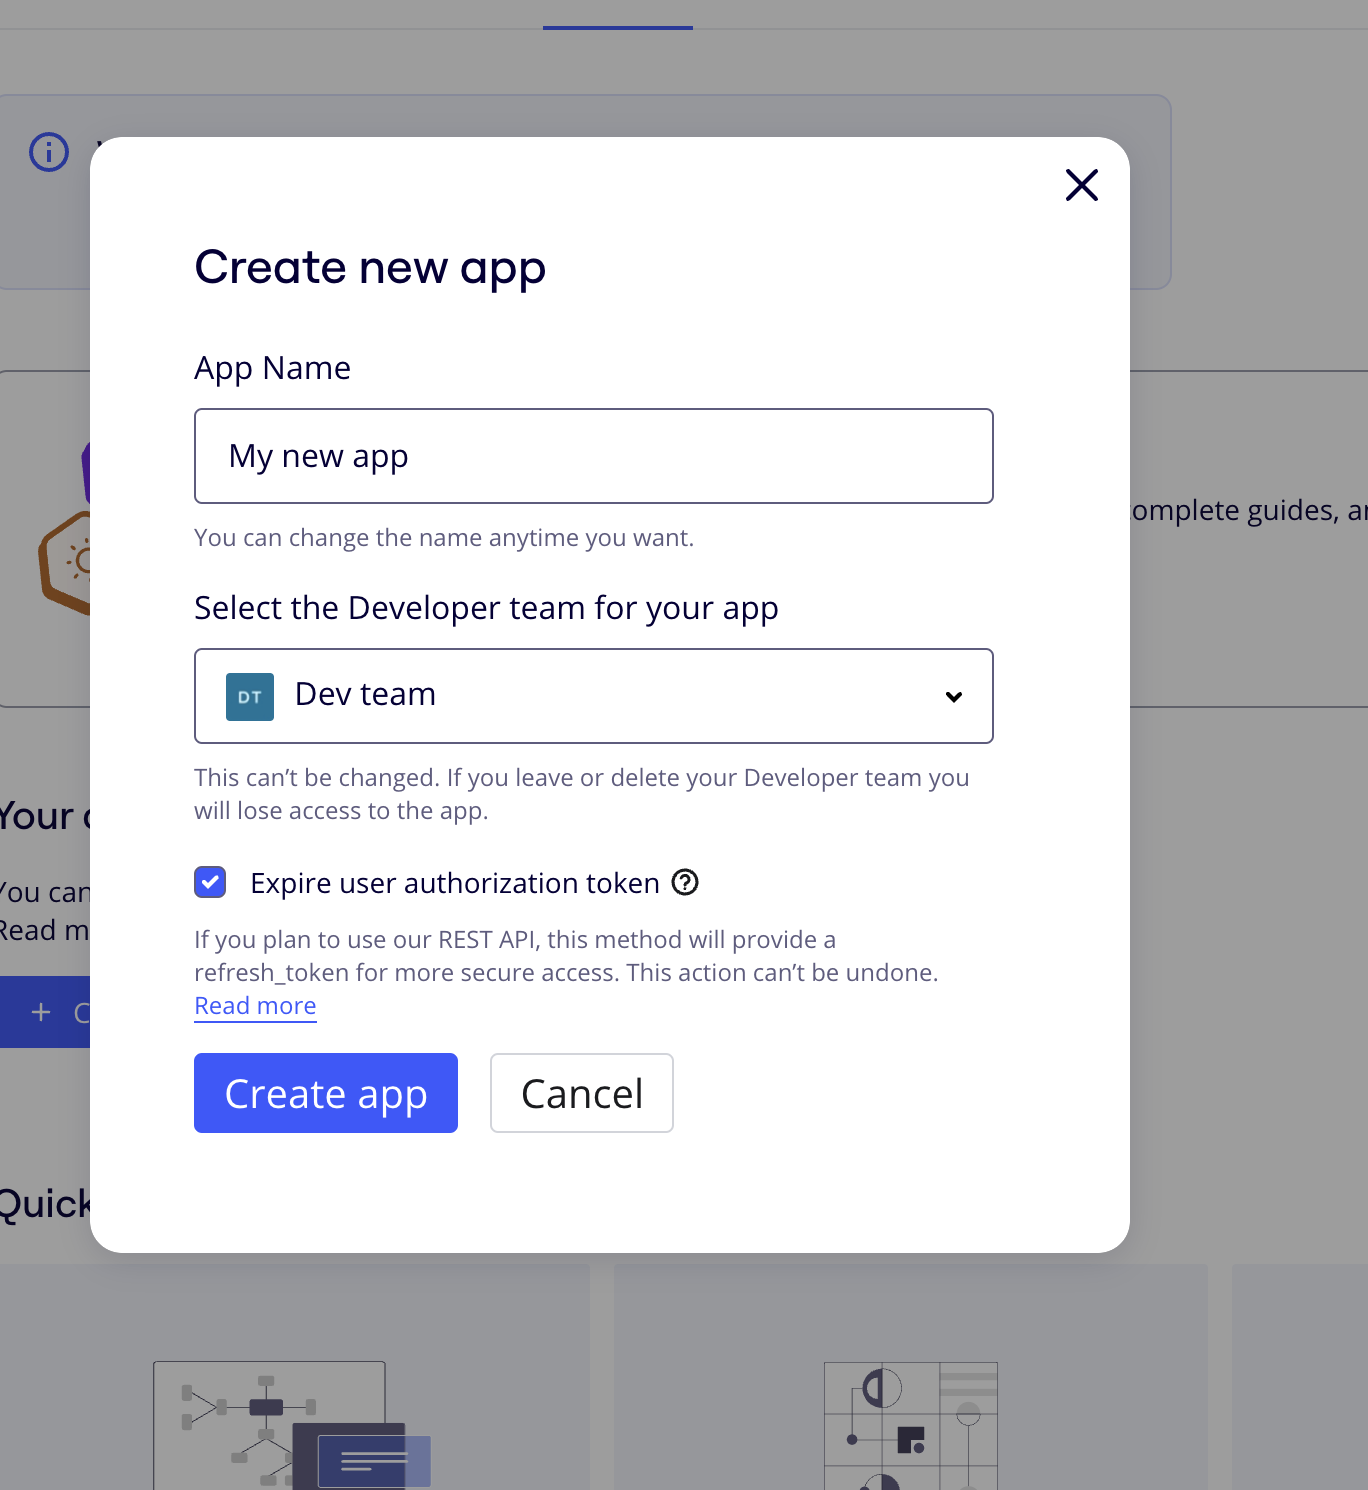 Create new app
App Name
My new app
You can change the name anytime you want.
complete guides, a
Select the Developer team for your app
DT Dev team
This can’t be changed. If you leave or delete your Developer team you
will lose access to the app.
Your
You can
Read m
Expire user authorization token
If you plan to use our REST API, this method will provide a
refresh_token for more secure access. This action can’t be undone.
Read more
+ C
Create app Cancel
Quick